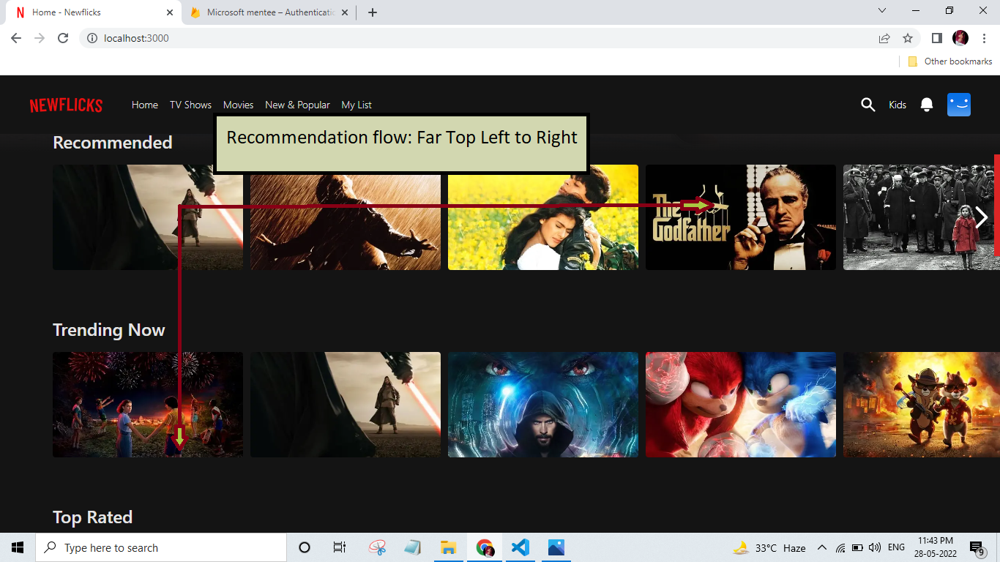 Home - Newflicks
Microsoft mentee – Authenticatic
localhost:3000
Other bookmarks
NEWFLICKS
Home TV Shows Movies New & Popular My List
Kids
Recommendation flow: Far Top Left to Right
Recommended
The Godfather
Trending Now
Top Rated
Type here to search
33°C Haze
ENG
11:43 PM
28-05-2022
9